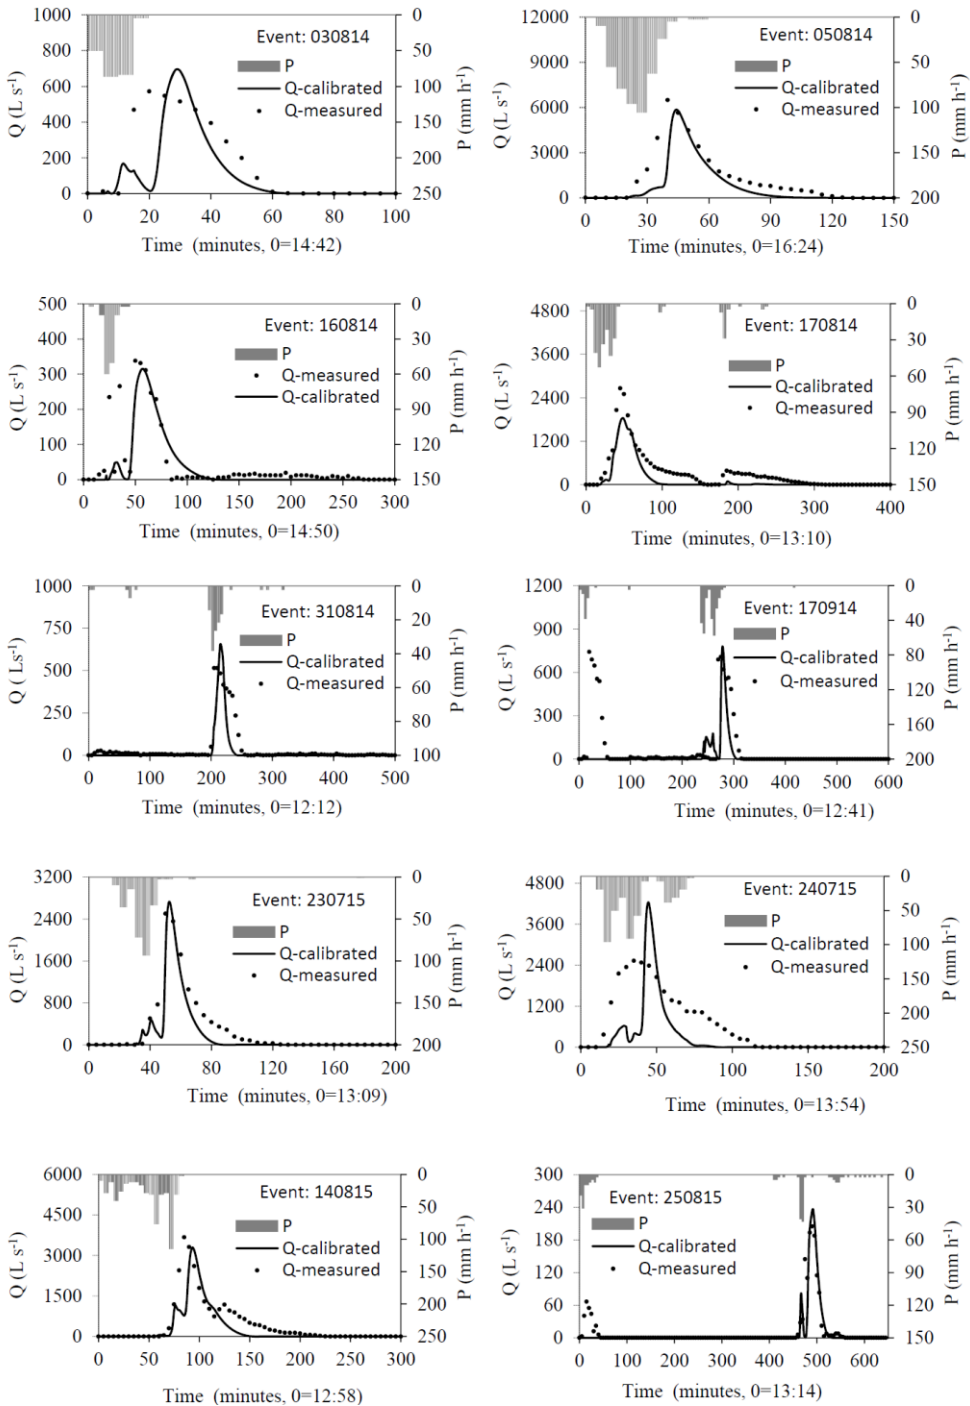 Event: 030814
P
Q-calibrated
Q-measured
Q (L s⁻¹)
1000
800
600
400
200
0
0
50
100
150
200
250
P (mm h⁻¹)
0 20 40 60 80 100
Time (minutes, 0=14:42)
Event: 050814
P
Q-calibrated
Q-measured
Q (L s⁻¹)
12000
9000
6000
3000
0
0
50
100
150
200
P (mm h⁻¹)
0 30 60 90 120 150
Time (minutes, 0=16:24)
Event: 160814
P
Q-measured
Q-calibrated
Q (L s⁻¹)
500
400
300
200
100
0
0
30
60
90
120
150
P (mm h⁻¹)
0 50 100 150 200 250 300
Time (minutes, 0=14:50)
Event: 170814
P
Q-calibrated
Q-measured
Q (L s⁻¹)
4800
3600
2400
1200
0
0
30
60
90
120
150
P (mm h⁻¹)
0 100 200 300 400
Time (minutes, 0=13:10)
Event: 310814
P
Q-calibrated
Q-measured
Q ( Ls⁻¹)
1000
750
500
250
0
0
20
40
60
80
100
P (mm h⁻¹)
0 100 200 300 400 500
Time (minutes, 0=12:12)
Event: 170914
P
Q-calibrated
Q-measured
Q (L s⁻¹)
1200
900
600
300
0
0
40
80
120
160
200
P (mm h⁻¹)
0 100 200 300 400 500 600
Time (minutes, 0=12:41)
Event: 230715
P
Q-calibrated
Q-measured
Q (L s⁻¹)
3200
2400
1600
800
0
0
50
100
150
200
P (mm h⁻¹)
0 40 80 120 160 200
Time (minutes, 0=13:09)
Event: 240715
P
Q-calibrated
Q-measured
Q (L s⁻¹)
4800
3600
2400
1200
0
0
50
100
150
200
250
P (mm h⁻¹)
0 50 100 150 200
Time (minutes, 0=13:54)
Event: 140815
P
Q-calibrated
Q-measured
Q (L s⁻¹)
6000
4500
3000
1500
0
0
50
100
150
200
250
P (mm h⁻¹)
0 50 100 150 200 250 300
Time (minutes, 0=12:58)
Event: 250815
P
Q-calibrated
Q-measured
Q (L s⁻¹)
300
240
180
120
60
0
0
30
60
90
120
150
P (mm h⁻¹)
0 100 200 300 400 500 600
Time (minutes, 0=13:14)